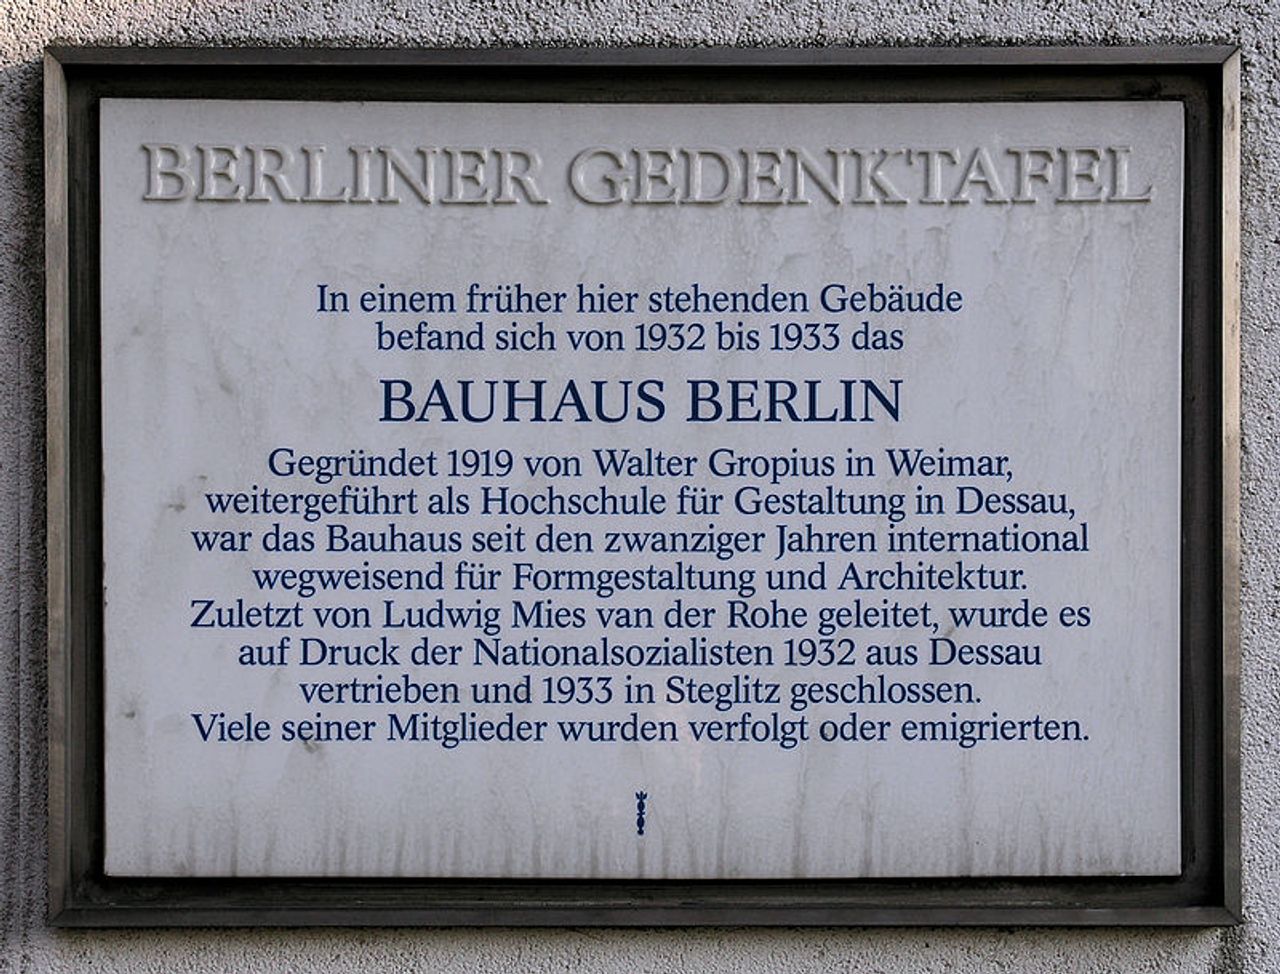 BERLINER GEDENKTAFEL
In einem früher hier stehenden Gebäude
befand sich von 1932 bis 1933 das
BAUHAUS BERLIN
Gegründet 1919 von Walter Gropius in Weimar,
weitergeführt als Hochschule für Gestaltung in Dessau,
war das Bauhaus seit den zwanziger Jahren international
wegweisend für Formgestaltung und Architektur.
Zuletzt von Ludwig Mies van der Rohe geleitet, wurde es
auf Druck der Nationalsozialisten 1932 aus Dessau
vertrieben und 1933 in Steglitz geschlossen.
Viele seiner Mitglieder wurden verfolgt oder emigrierten.